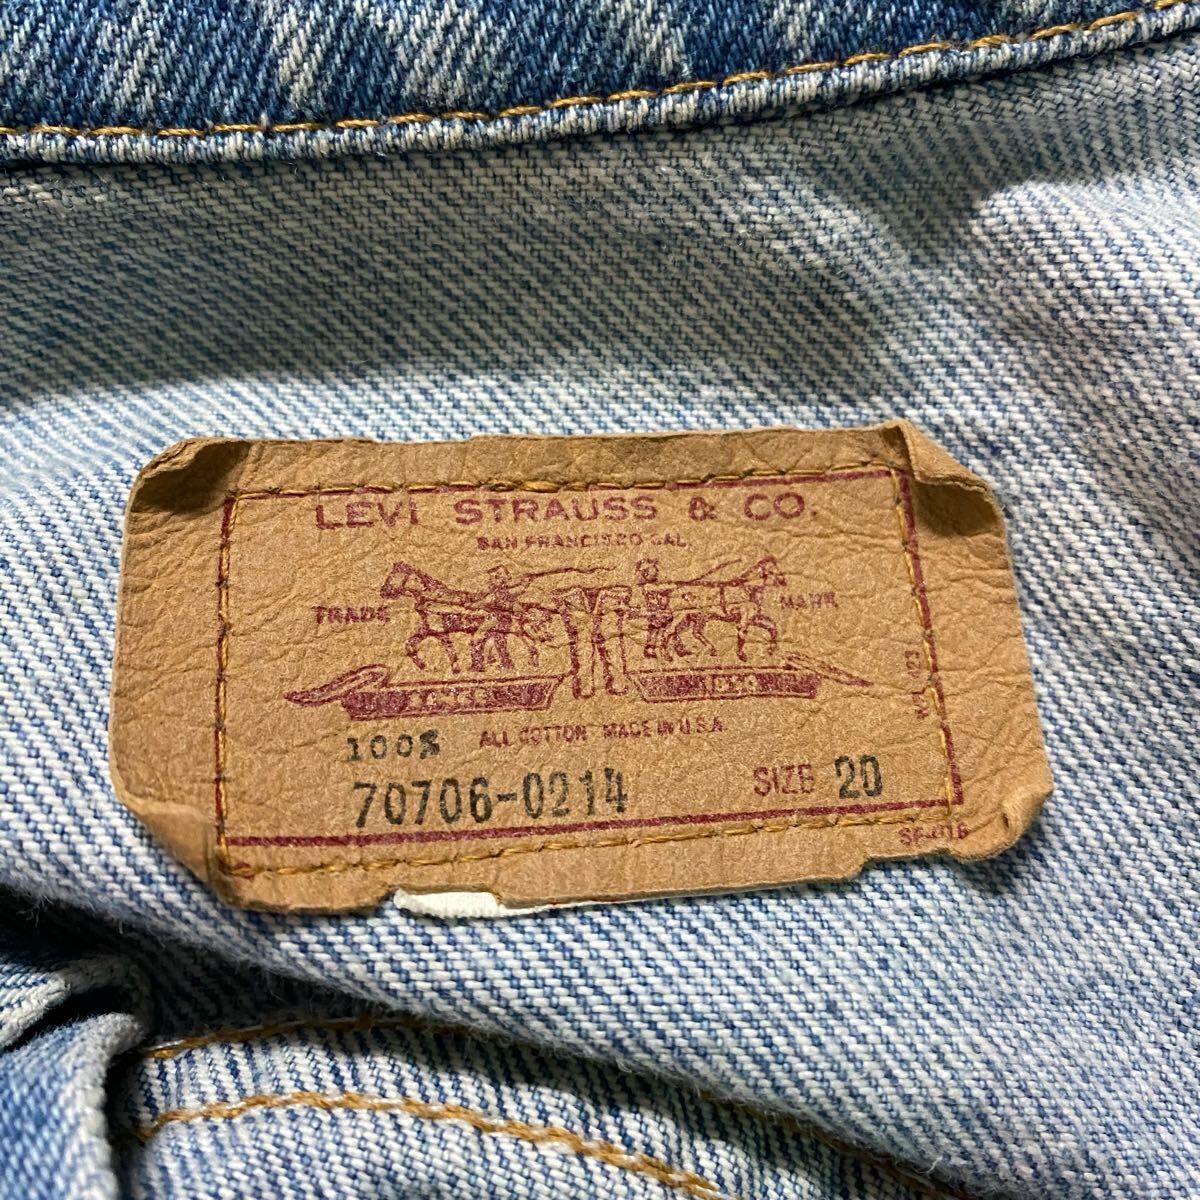 LEVI STRAUSS & CO.
SAN FRANCISCO CAL.
TRADE MARK
100% ALL COTTON MADE IN U.S.A.
70706-0214 SIZE 20